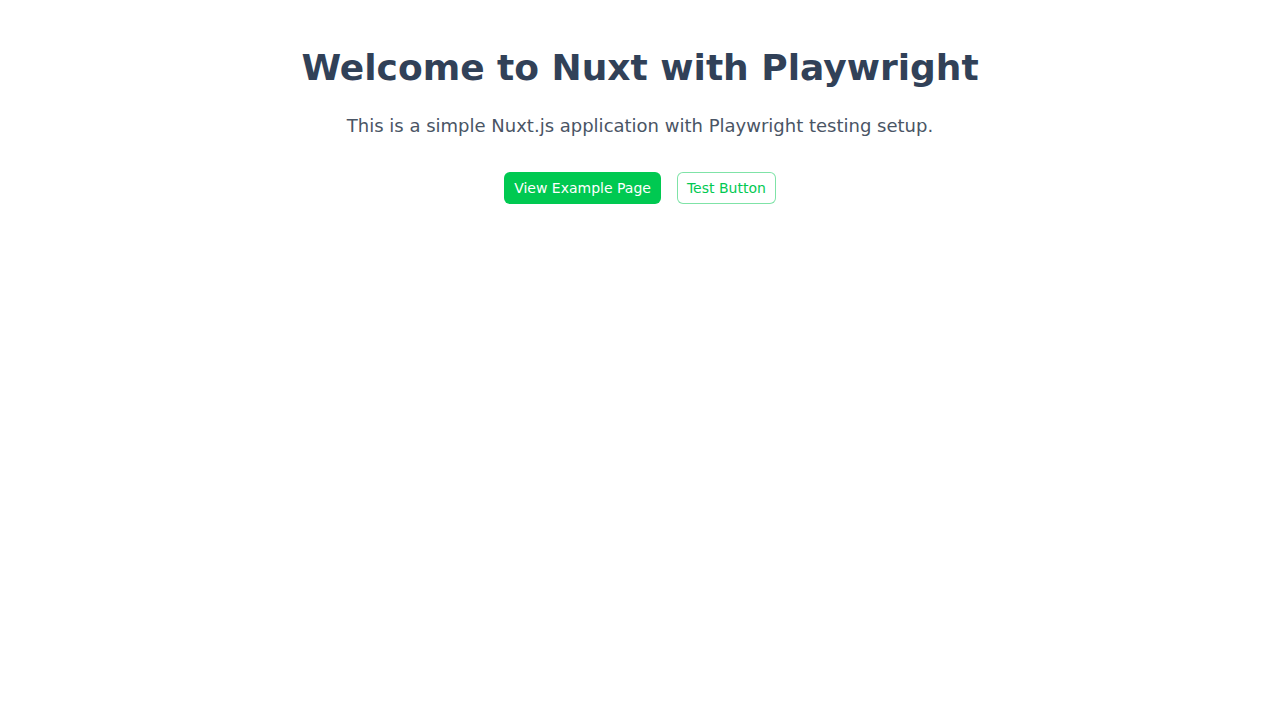 Welcome to Nuxt with Playwright
This is a simple Nuxt.js application with Playwright testing setup.
View Example Page
Test Button